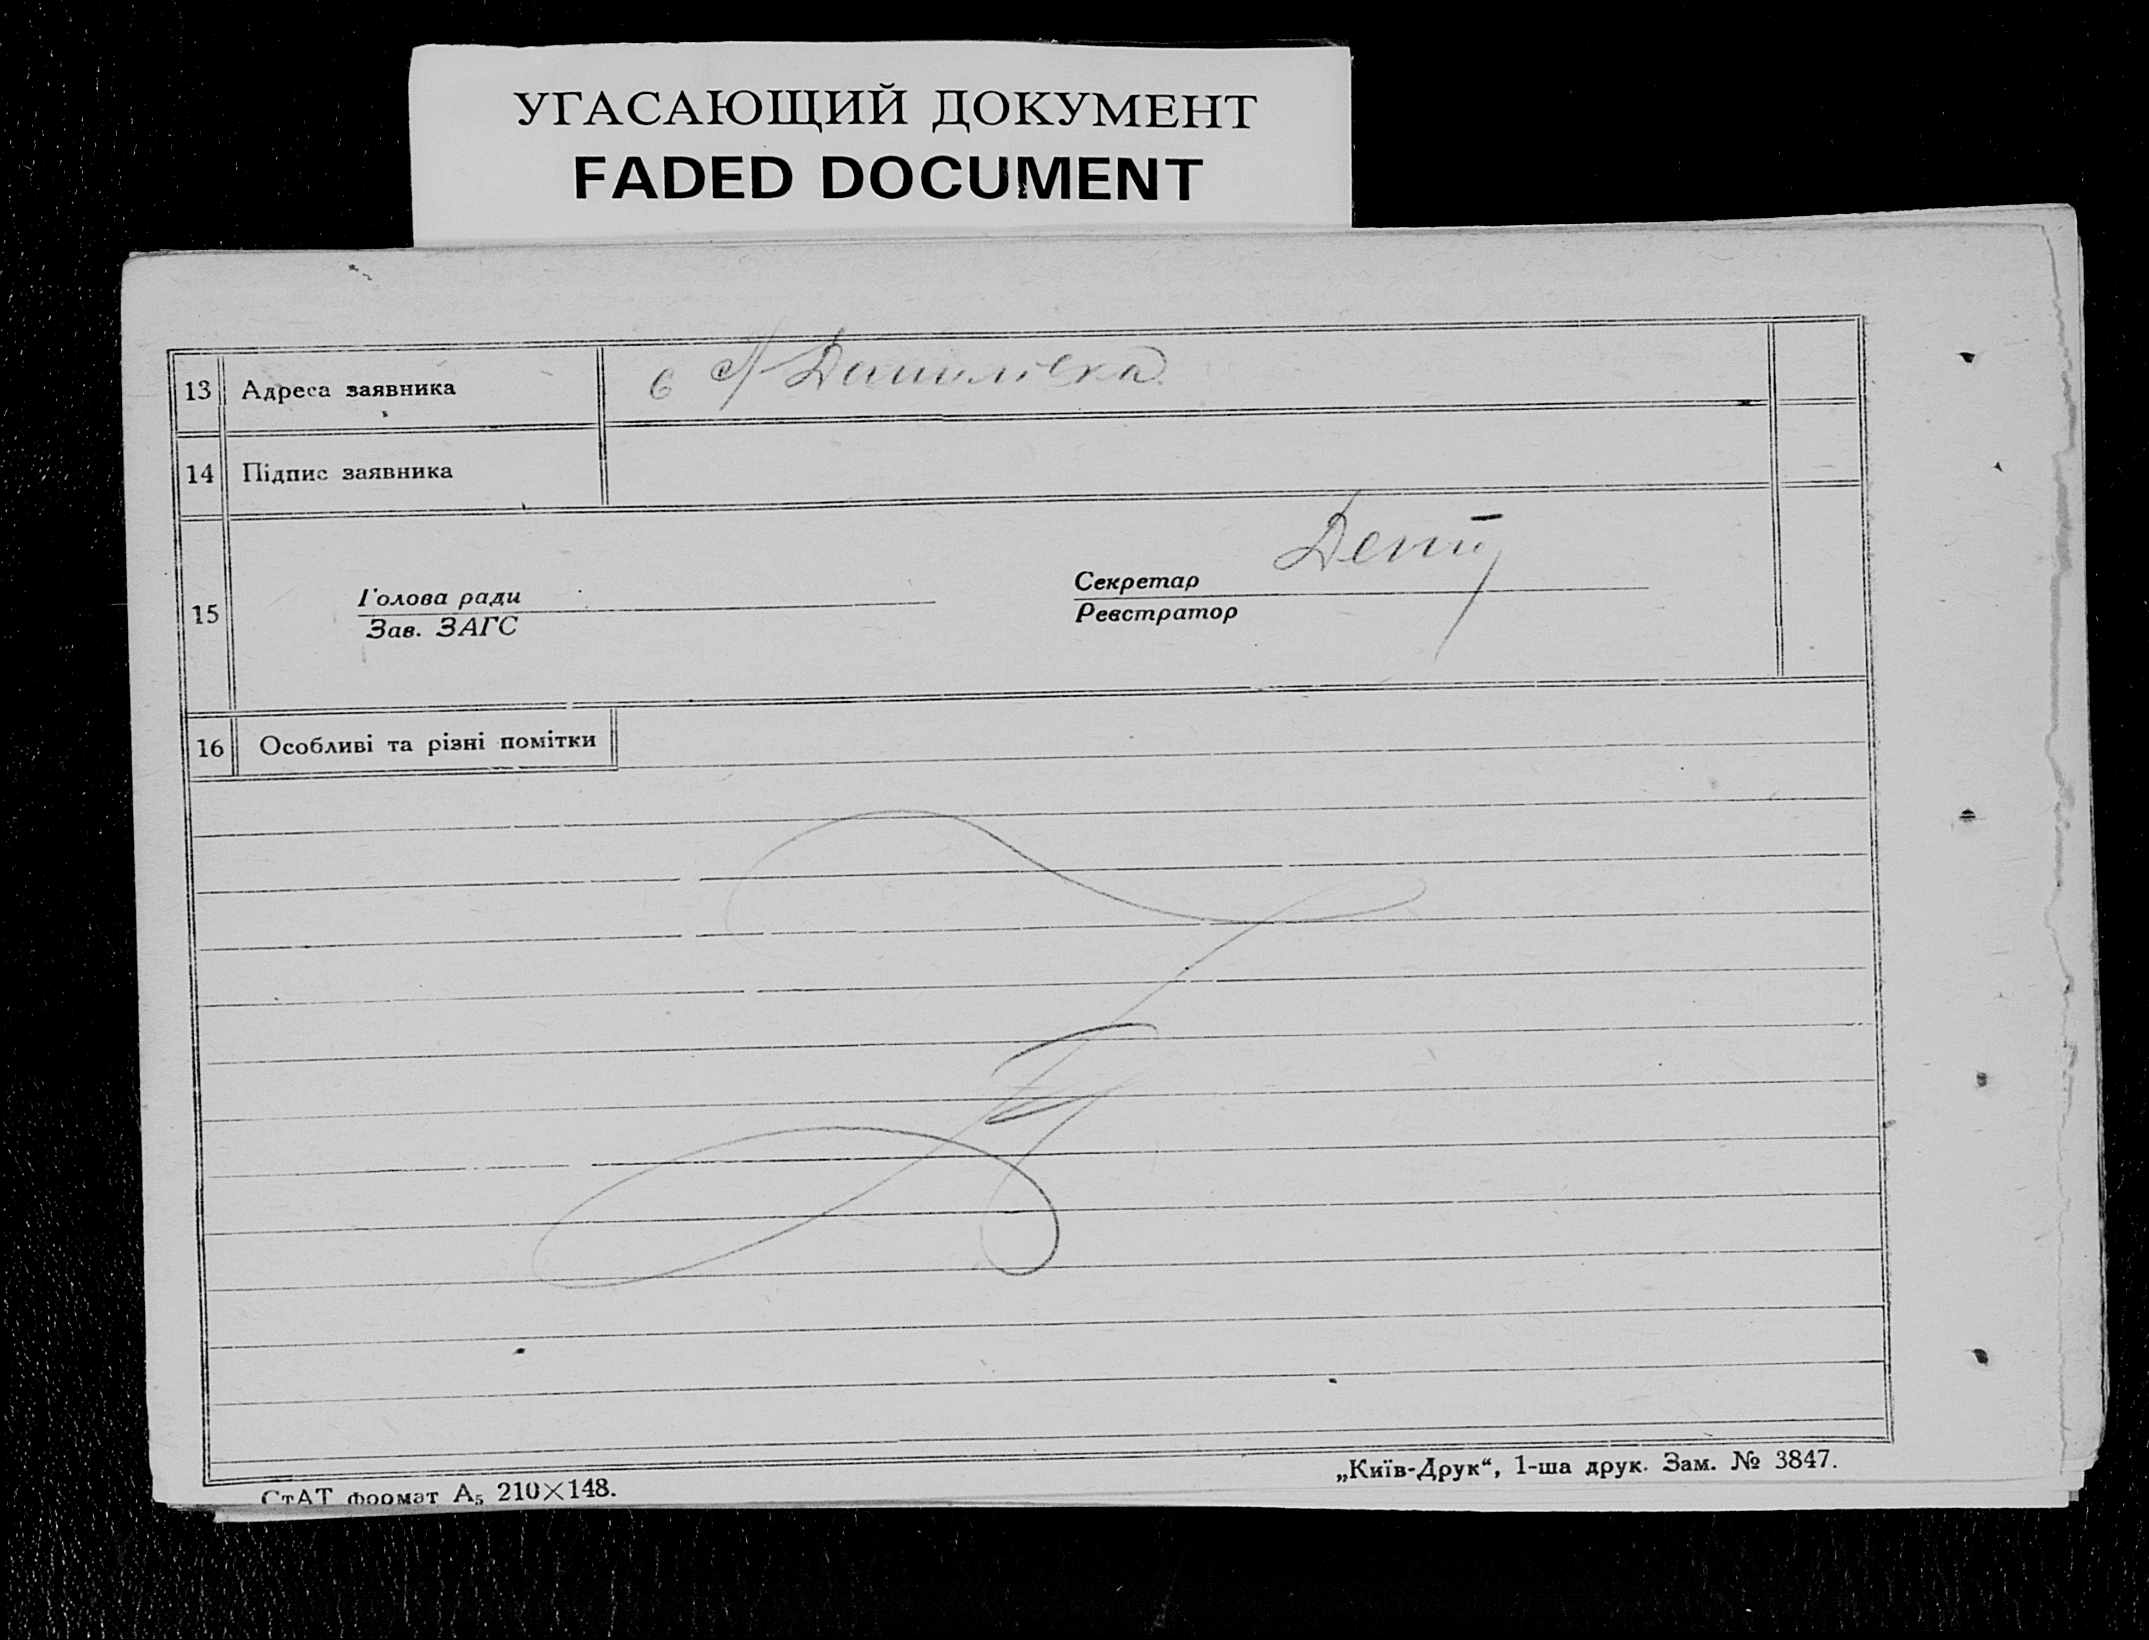 УГАСАЮЩИЙ ДОКУМЕНТ
FADED DOCUMENT
13 Адреса заявника
14 Підпис заявника
15
Голова ради
Зав. ЗАГС
Секретар
Реєстратор
16 Особливі та різні помітки
СтАТ формат А₅ 210×148.
„Київ-Друк“, 1-ша друк. Зам. № 3847.